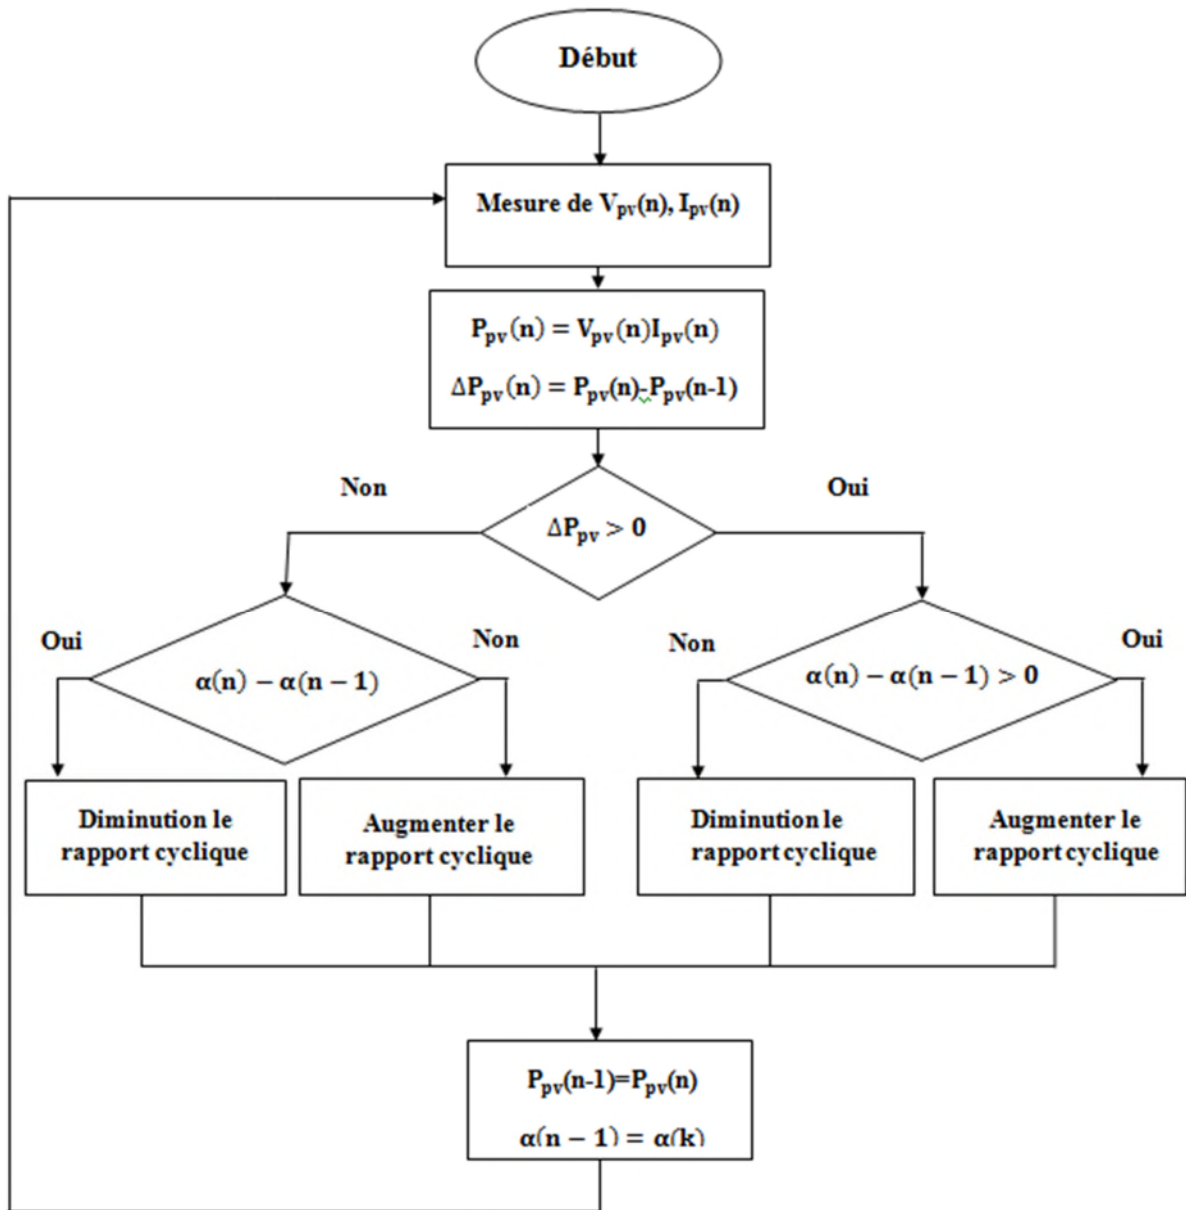 Début
Mesure de Vpv(n), Ipv(n)
Ppv(n) = Vpv(n)Ipv(n)
ΔPpv(n) = Ppv(n)-Ppv(n-1)
Non
Oui
ΔPpv > 0
Oui
Non
Non
Oui
α(n) − α(n − 1)
α(n) − α(n − 1) > 0
Diminution le
rapport cyclique
Augmenter le
rapport cyclique
Diminution le
rapport cyclique
Augmenter le
rapport cyclique
Ppv(n-1)=Ppv(n)
α(n − 1) = α(k)